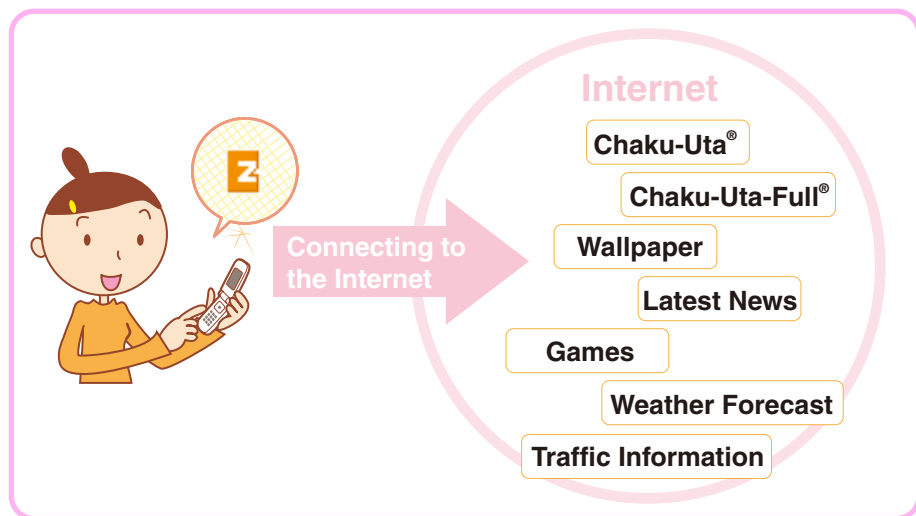 Internet
Chaku-Uta®
Chaku-Uta-Full®
Wallpaper
Latest News
Games
Weather Forecast
Traffic Information
Connecting to
the Internet
Z